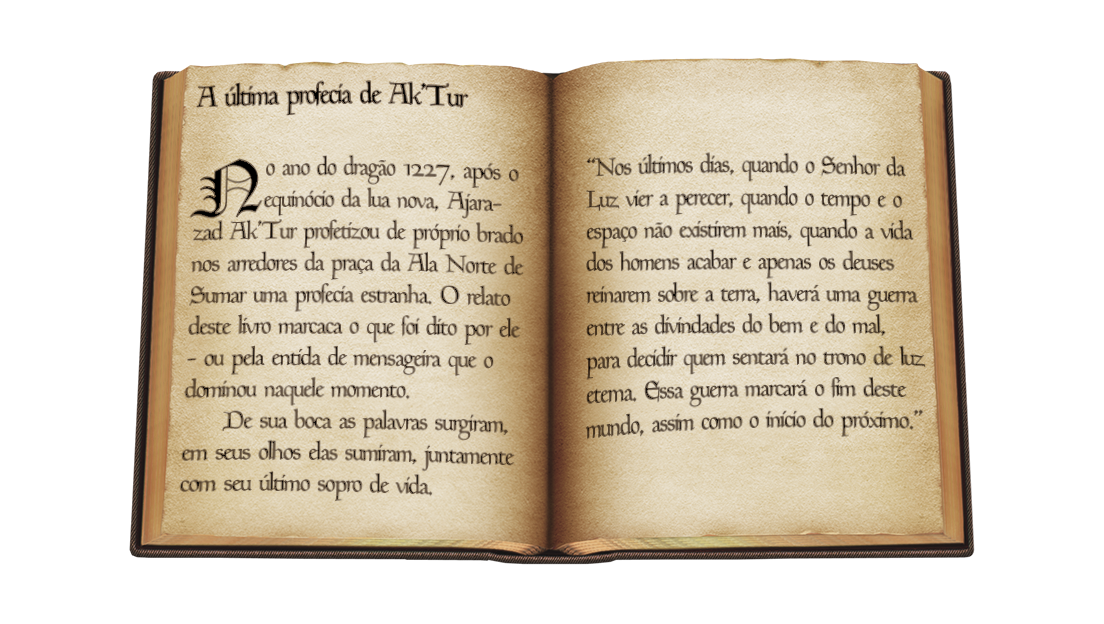 A última profecia de Ak'Tur
No ano do dragão 1227, após o
equinócio da lua nova, Ajara-
zad Ak'Tur profetizou de próprio brado
nos arredores da praça da Ala Norte de
Sumar uma profecia estranha. O relato
deste livro marcaca o que foi dito por ele
- ou pela entida de mensageira que o
dominou naquele momento.
De sua boca as palavras surgiram,
em seus olhos elas sumiram, juntamente
com seu último sopro de vida.
"Nos últimos dias, quando o Senhor da
Luz vier a perecer, quando o tempo e o
espaço não existirem mais, quando a vida
dos homens acabar e apenas os deuses
reinarem sobre a terra, haverá uma guerra
entre as divindades do bem e do mal,
para decidir quem sentará no trono de luz
eterna. Essa guerra marcará o fim deste
mundo, assim como o início do próximo."